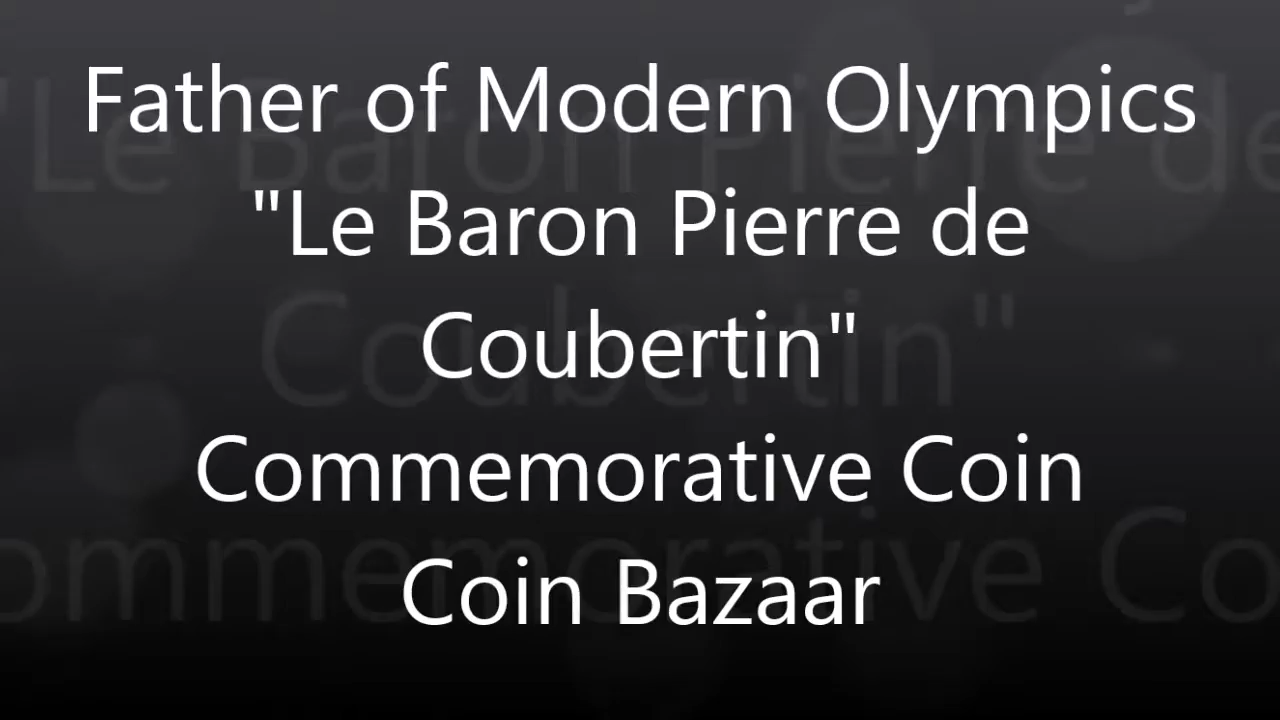 Father of Modern Olympics
"Le Baron Pierre de
Coubertin"
Commemorative Coin
Coin Bazaar